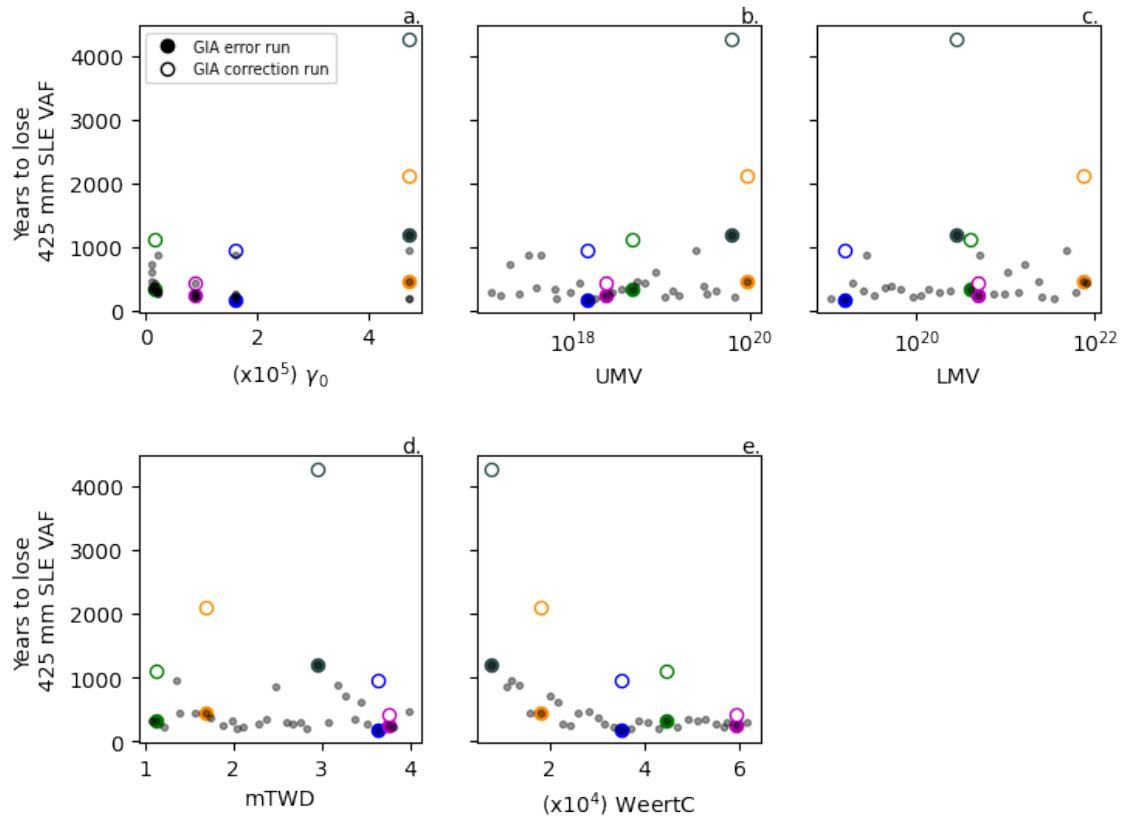 a.
b.
c.
Years to lose
425 mm SLE VAF
4000
3000
2000
1000
0
GIA error run
GIA correction run
0 2 4
(x10⁵) γ₀
10¹⁸ 10²⁰
UMV
10²⁰ 10²²
LMV
d.
e.
Years to lose
425 mm SLE VAF
4000
3000
2000
1000
0
1 2 3 4
mTWD
2 4 6
(x10⁴) WeertC